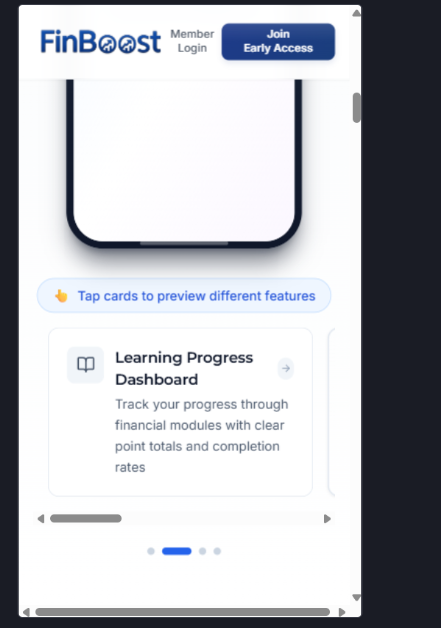 FinBoost
Member
Login
Join
Early Access
Tap cards to preview different features
Learning Progress
Dashboard
Track your progress through
financial modules with clear
point totals and completion
rates